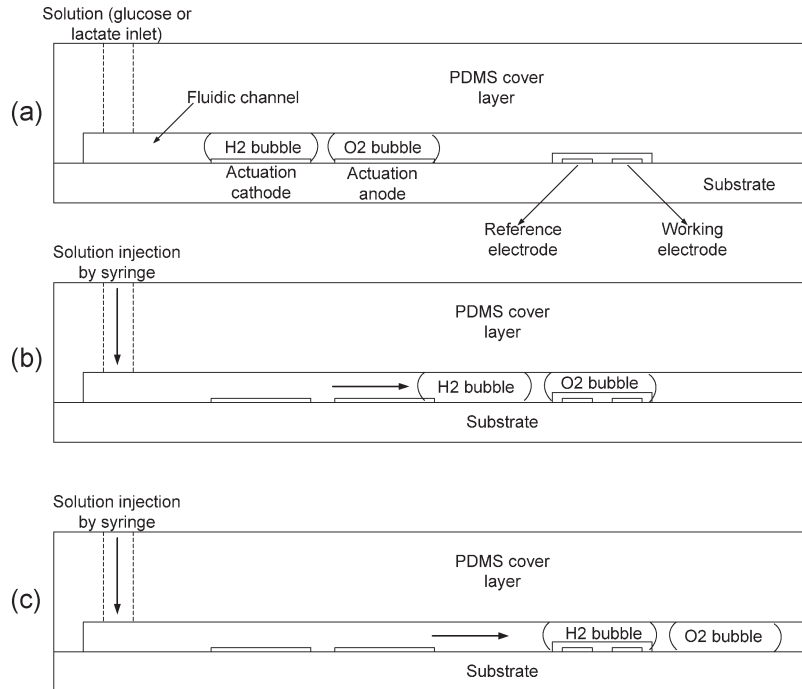 Solution (glucose or
lactate inlet)
PDMS cover
layer
(a)
Fluidic channel
H2 bubble
O2 bubble
Actuation
cathode
Actuation
anode
Substrate
Reference
electrode
Working
electrode
Solution injection
by syringe
PDMS cover
layer
(b)
H2 bubble
O2 bubble
Substrate
Solution injection
by syringe
PDMS cover
layer
(c)
H2 bubble
O2 bubble
Substrate